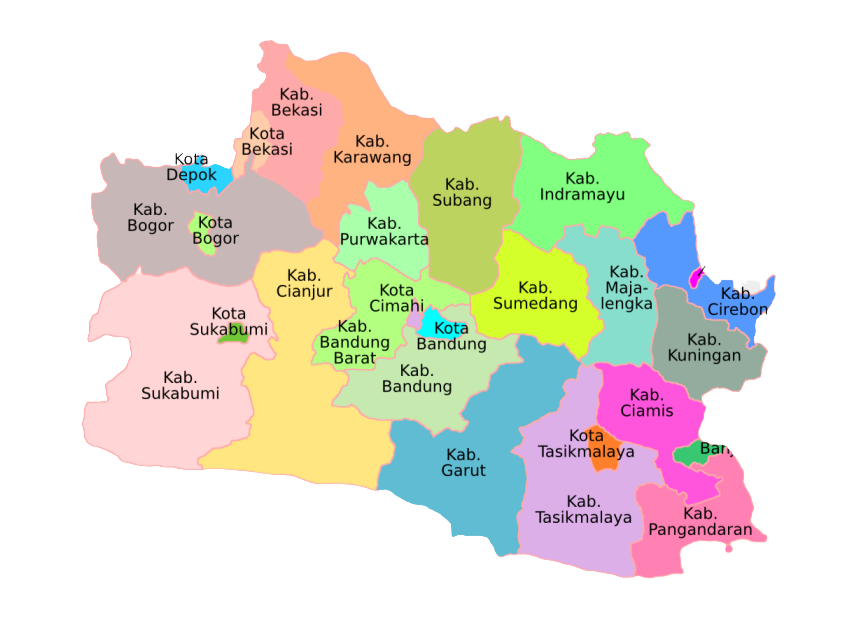 Kab.
Bekasi
Kota
Bekasi
Kab.
Karawang
Kota
Depok
Kab.
Bogor
Kota
Bogor
Kab.
Subang
Kab.
Indramayu
Kab.
Purwakarta
Kab.
Cianjur
Kota
Cimahi
Kab.
Sumedang
Kab.
Maja-
lengka
Kab.
Cirebon
Kota
Sukabumi
Kab.
Bandung
Barat
Kota
Bandung
Kab.
Kuningan
Kab.
Sukabumi
Kab.
Bandung
Kab.
Ciamis
Kota
Tasikmalaya
Kab.
Garut
Kab.
Tasikmalaya
Kab.
Pangandaran